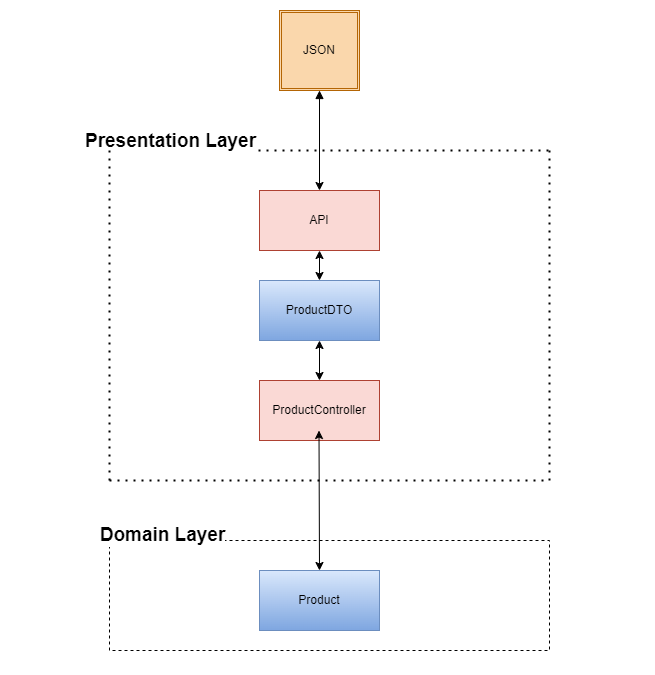 JSON
Presentation Layer
API
ProductDTO
ProductController
Domain Layer
Product